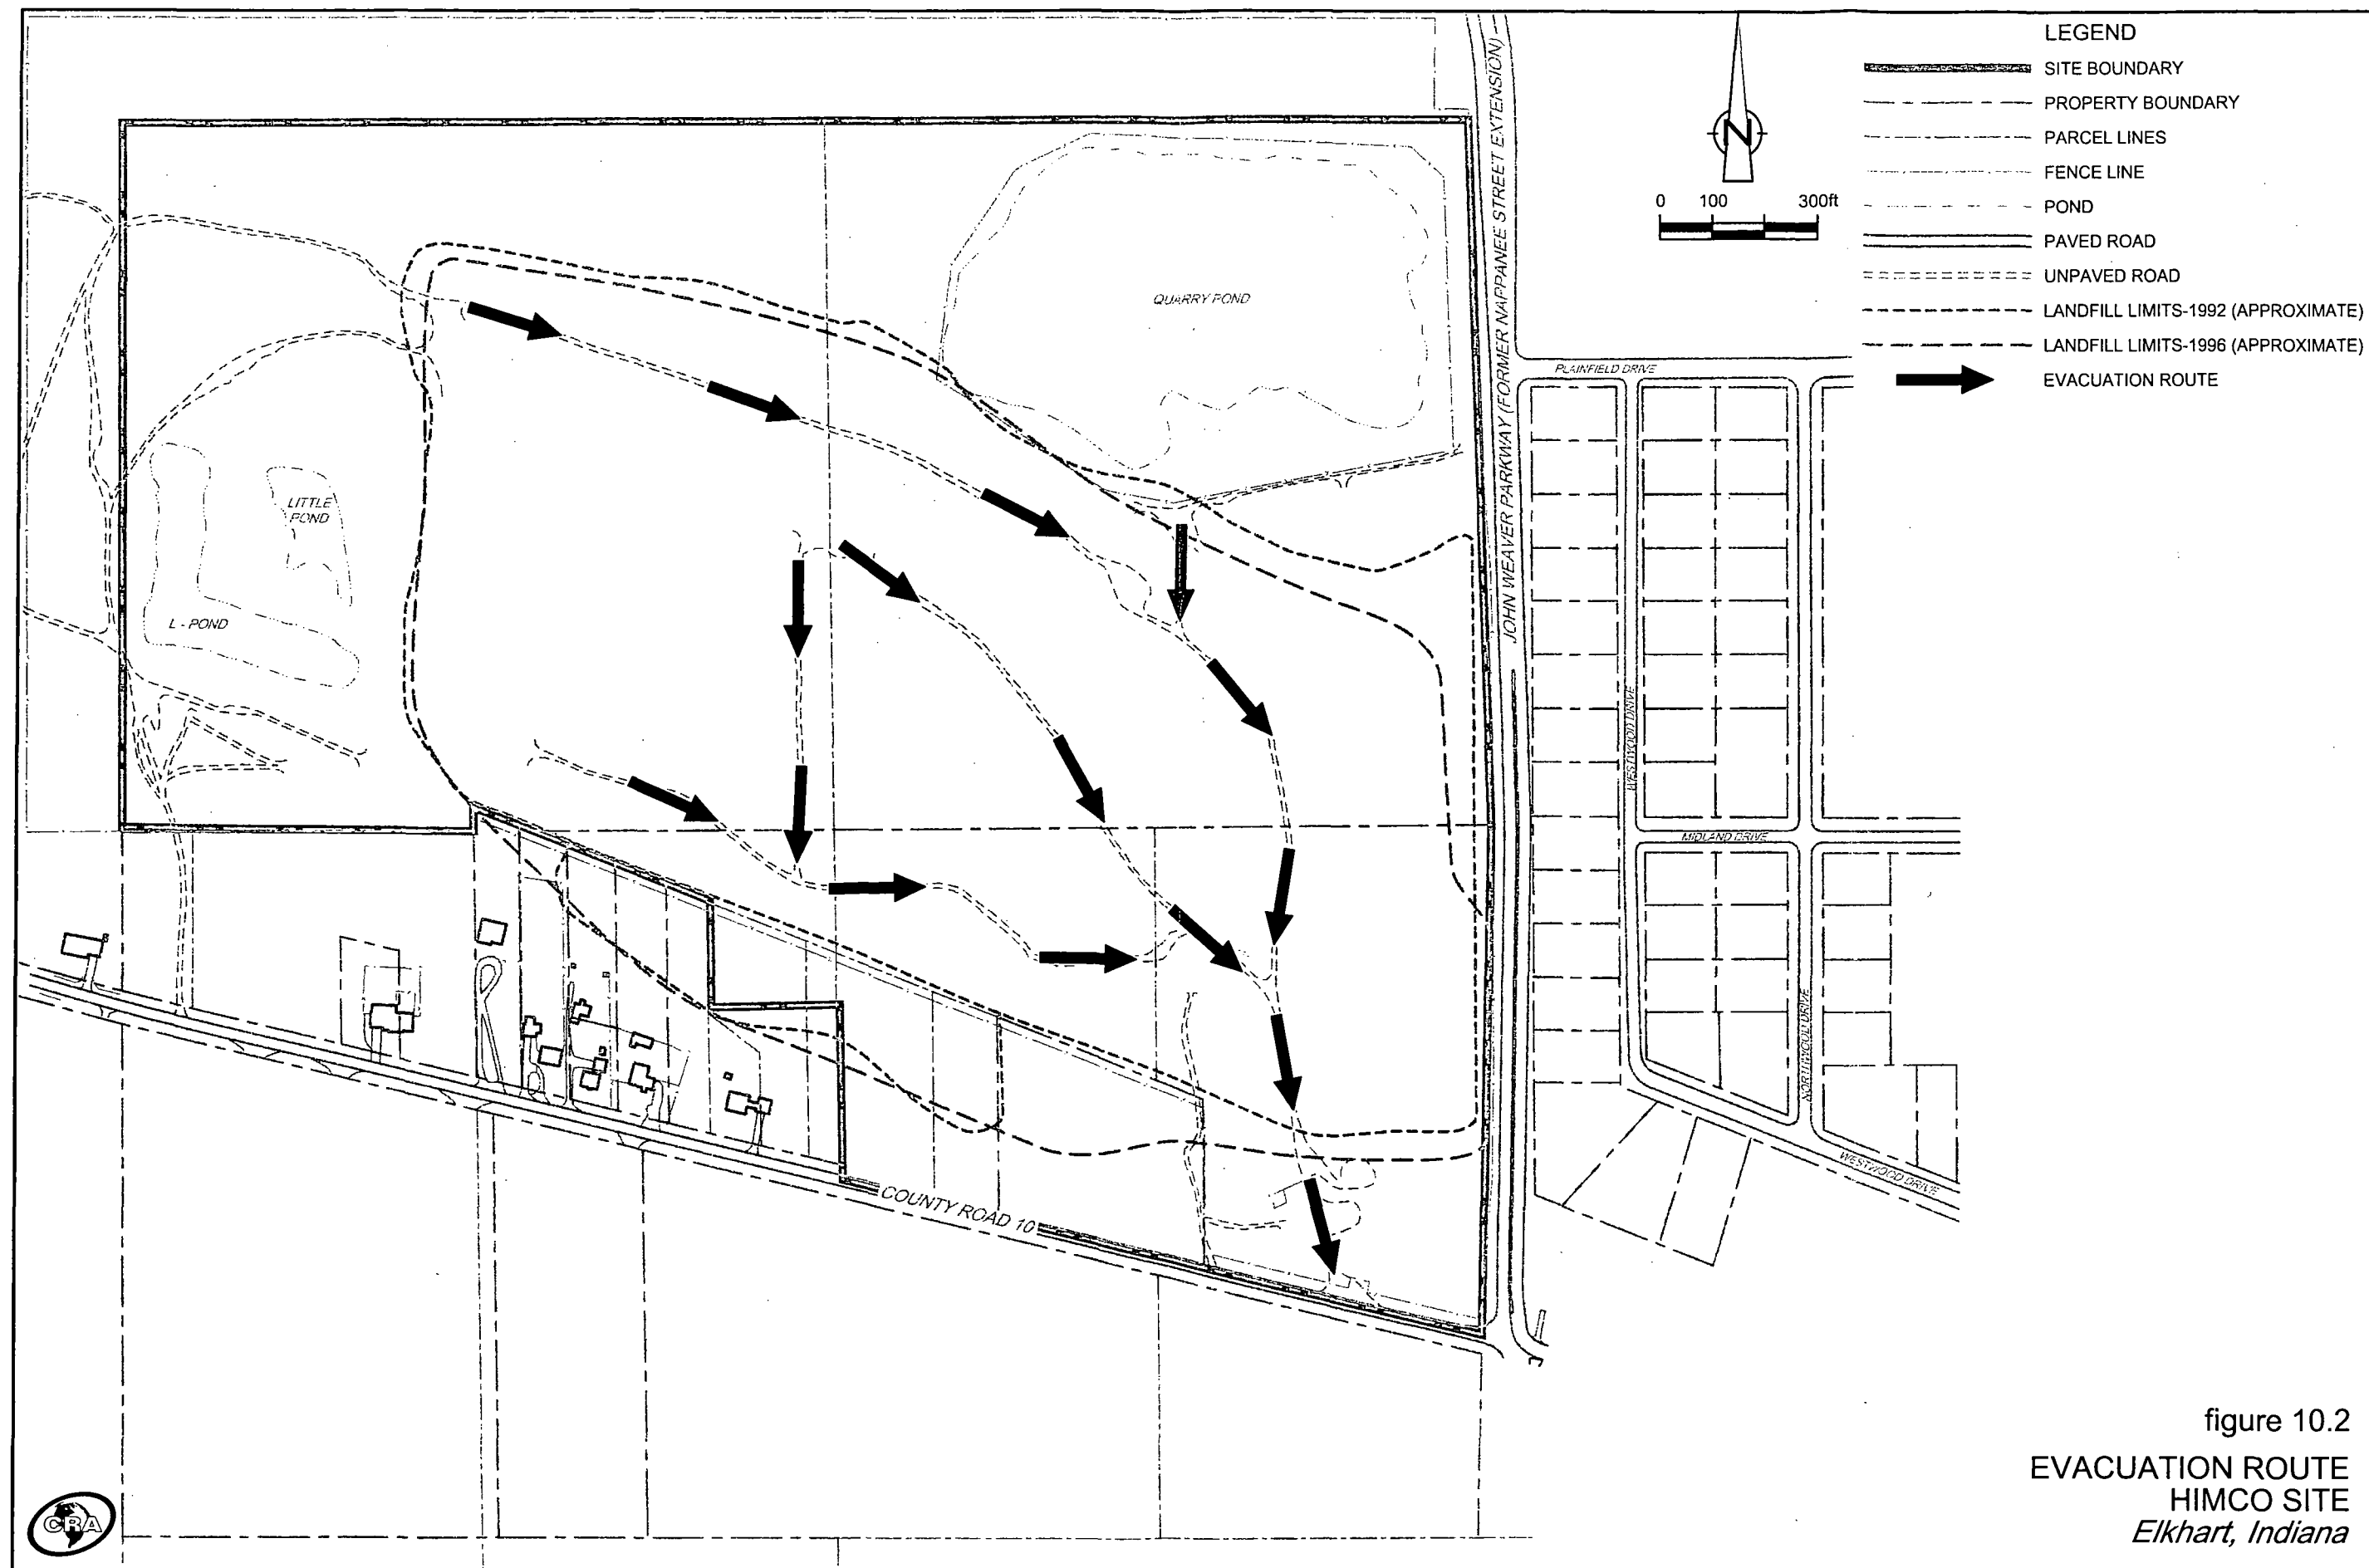 LEGEND
SITE BOUNDARY
PROPERTY BOUNDARY
PARCEL LINES
FENCE LINE
POND
PAVED ROAD
UNPAVED ROAD
LANDFILL LIMITS-1992 (APPROXIMATE)
LANDFILL LIMITS-1996 (APPROXIMATE)
EVACUATION ROUTE
N
0 100 300ft
JOHN WEAVER PARKWAY (FORMER NAPPANEE STREET EXTENSION)
QUARRY POND
PLAINFIELD DRIVE
LITTLE
POND
L - POND
WESTWOOD DRIVE
MIDLAND DRIVE
NORTHWOOD DRIVE
WESTWOOD DRIVE
COUNTY ROAD 10
figure 10.2
EVACUATION ROUTE
HIMCO SITE
Elkhart, Indiana
CRA